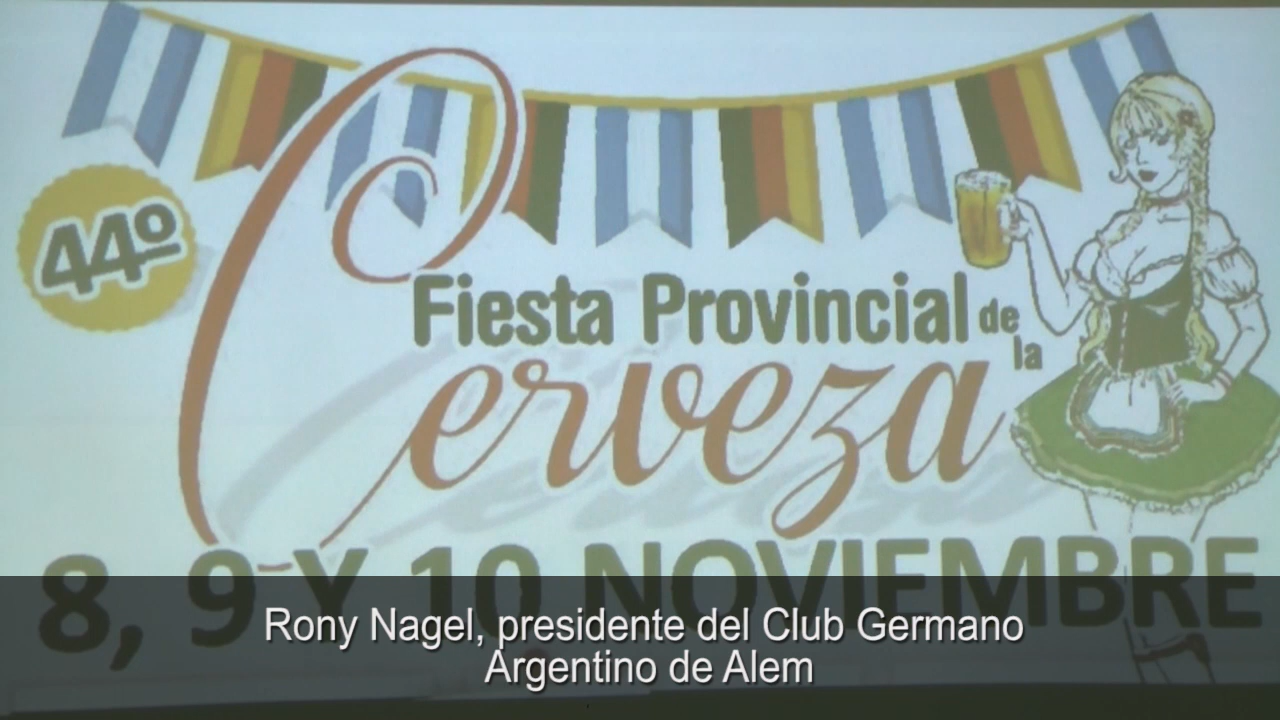 44º
Fiesta Provincial de la
Cerveza
8, 9 Y 10 NOVIEMBRE
Rony Nagel, presidente del Club Germano
Argentino de Alem